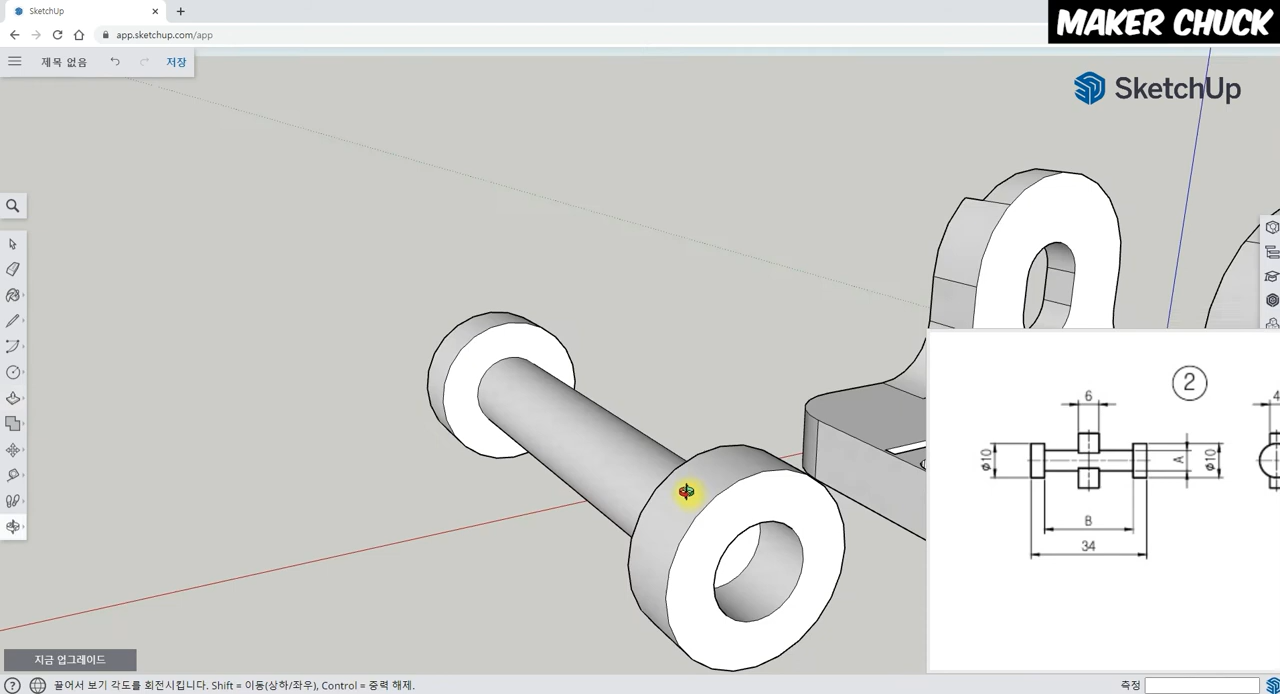 SketchUp
MAKER CHUCK
app.sketchup.com/app
제목 없음
저장
SketchUp
2
6
4
ϕ10
A
ϕ10
B
34
지금 업그레이드
끌어서 보기 각도를 회전시킵니다. Shift = 이동(상하/좌우), Control = 중력 해제.
측정